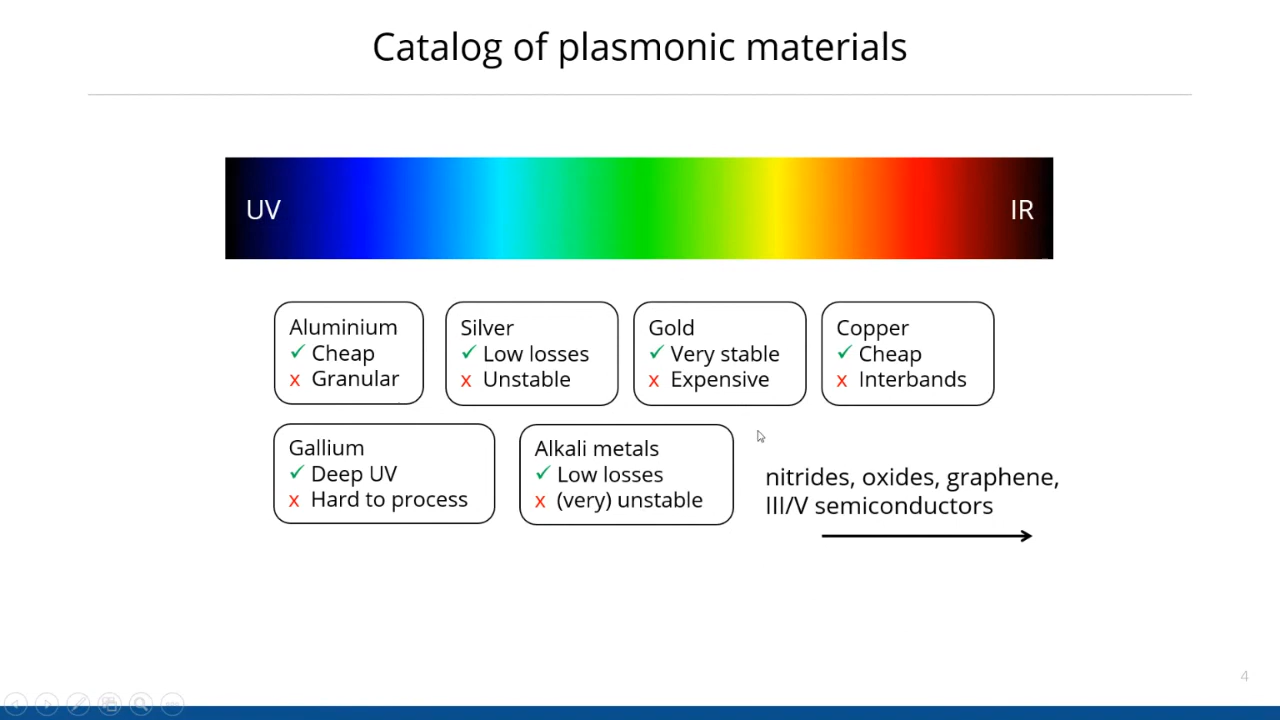 Catalog of plasmonic materials
UV
IR
Aluminium
✓ Cheap
x Granular
Silver
✓ Low losses
x Unstable
Gold
✓ Very stable
x Expensive
Copper
✓ Cheap
x Interbands
Gallium
✓ Deep UV
x Hard to process
Alkali metals
✓ Low losses
x (very) unstable
nitrides, oxides, graphene,
III/V semiconductors
4